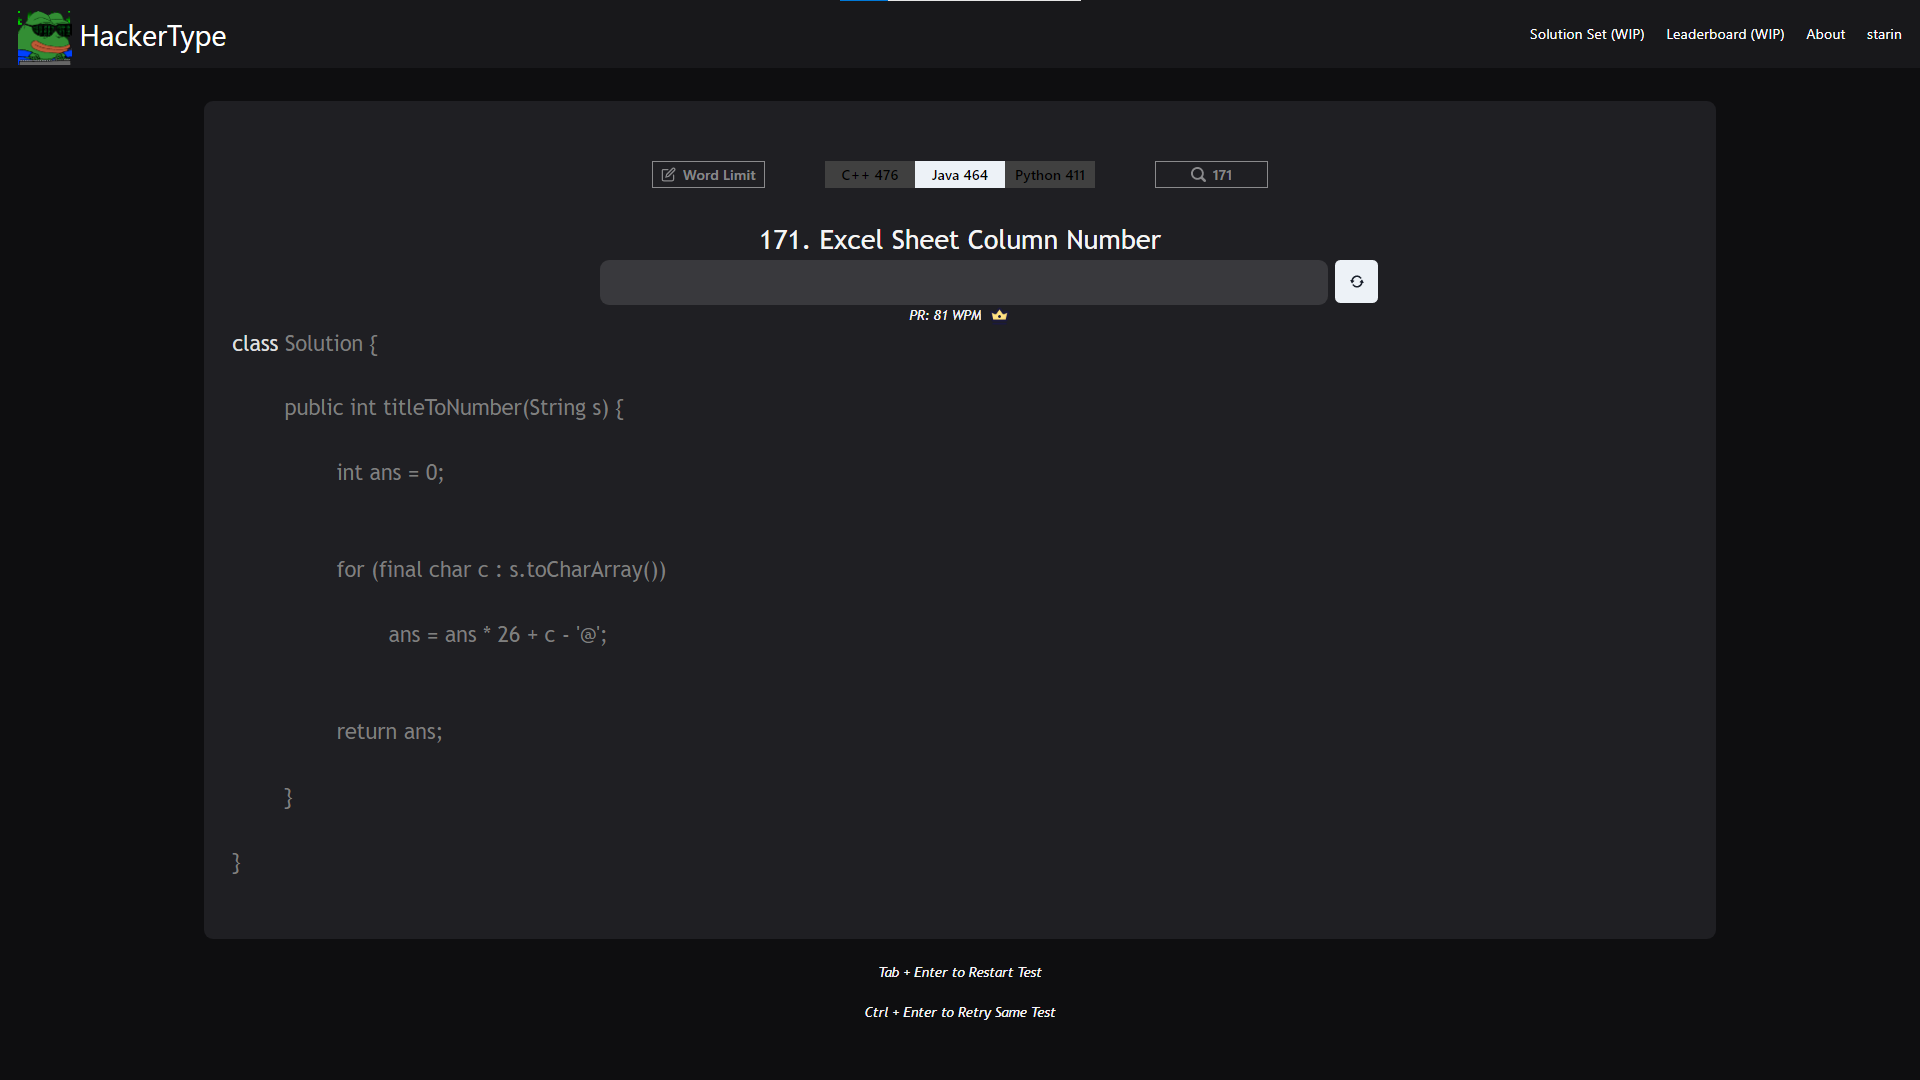 HackerType
Solution Set (WIP) Leaderboard (WIP) About starin
Word Limit C++ 476 Java 464 Python 411 171
171. Excel Sheet Column Number
PR: 81 WPM
class Solution {
public int titleToNumber(String s) {
int ans = 0;
for (final char c : s.toCharArray())
ans = ans * 26 + c - '@';
return ans;
}
}
Tab + Enter to Restart Test
Ctrl + Enter to Retry Same Test